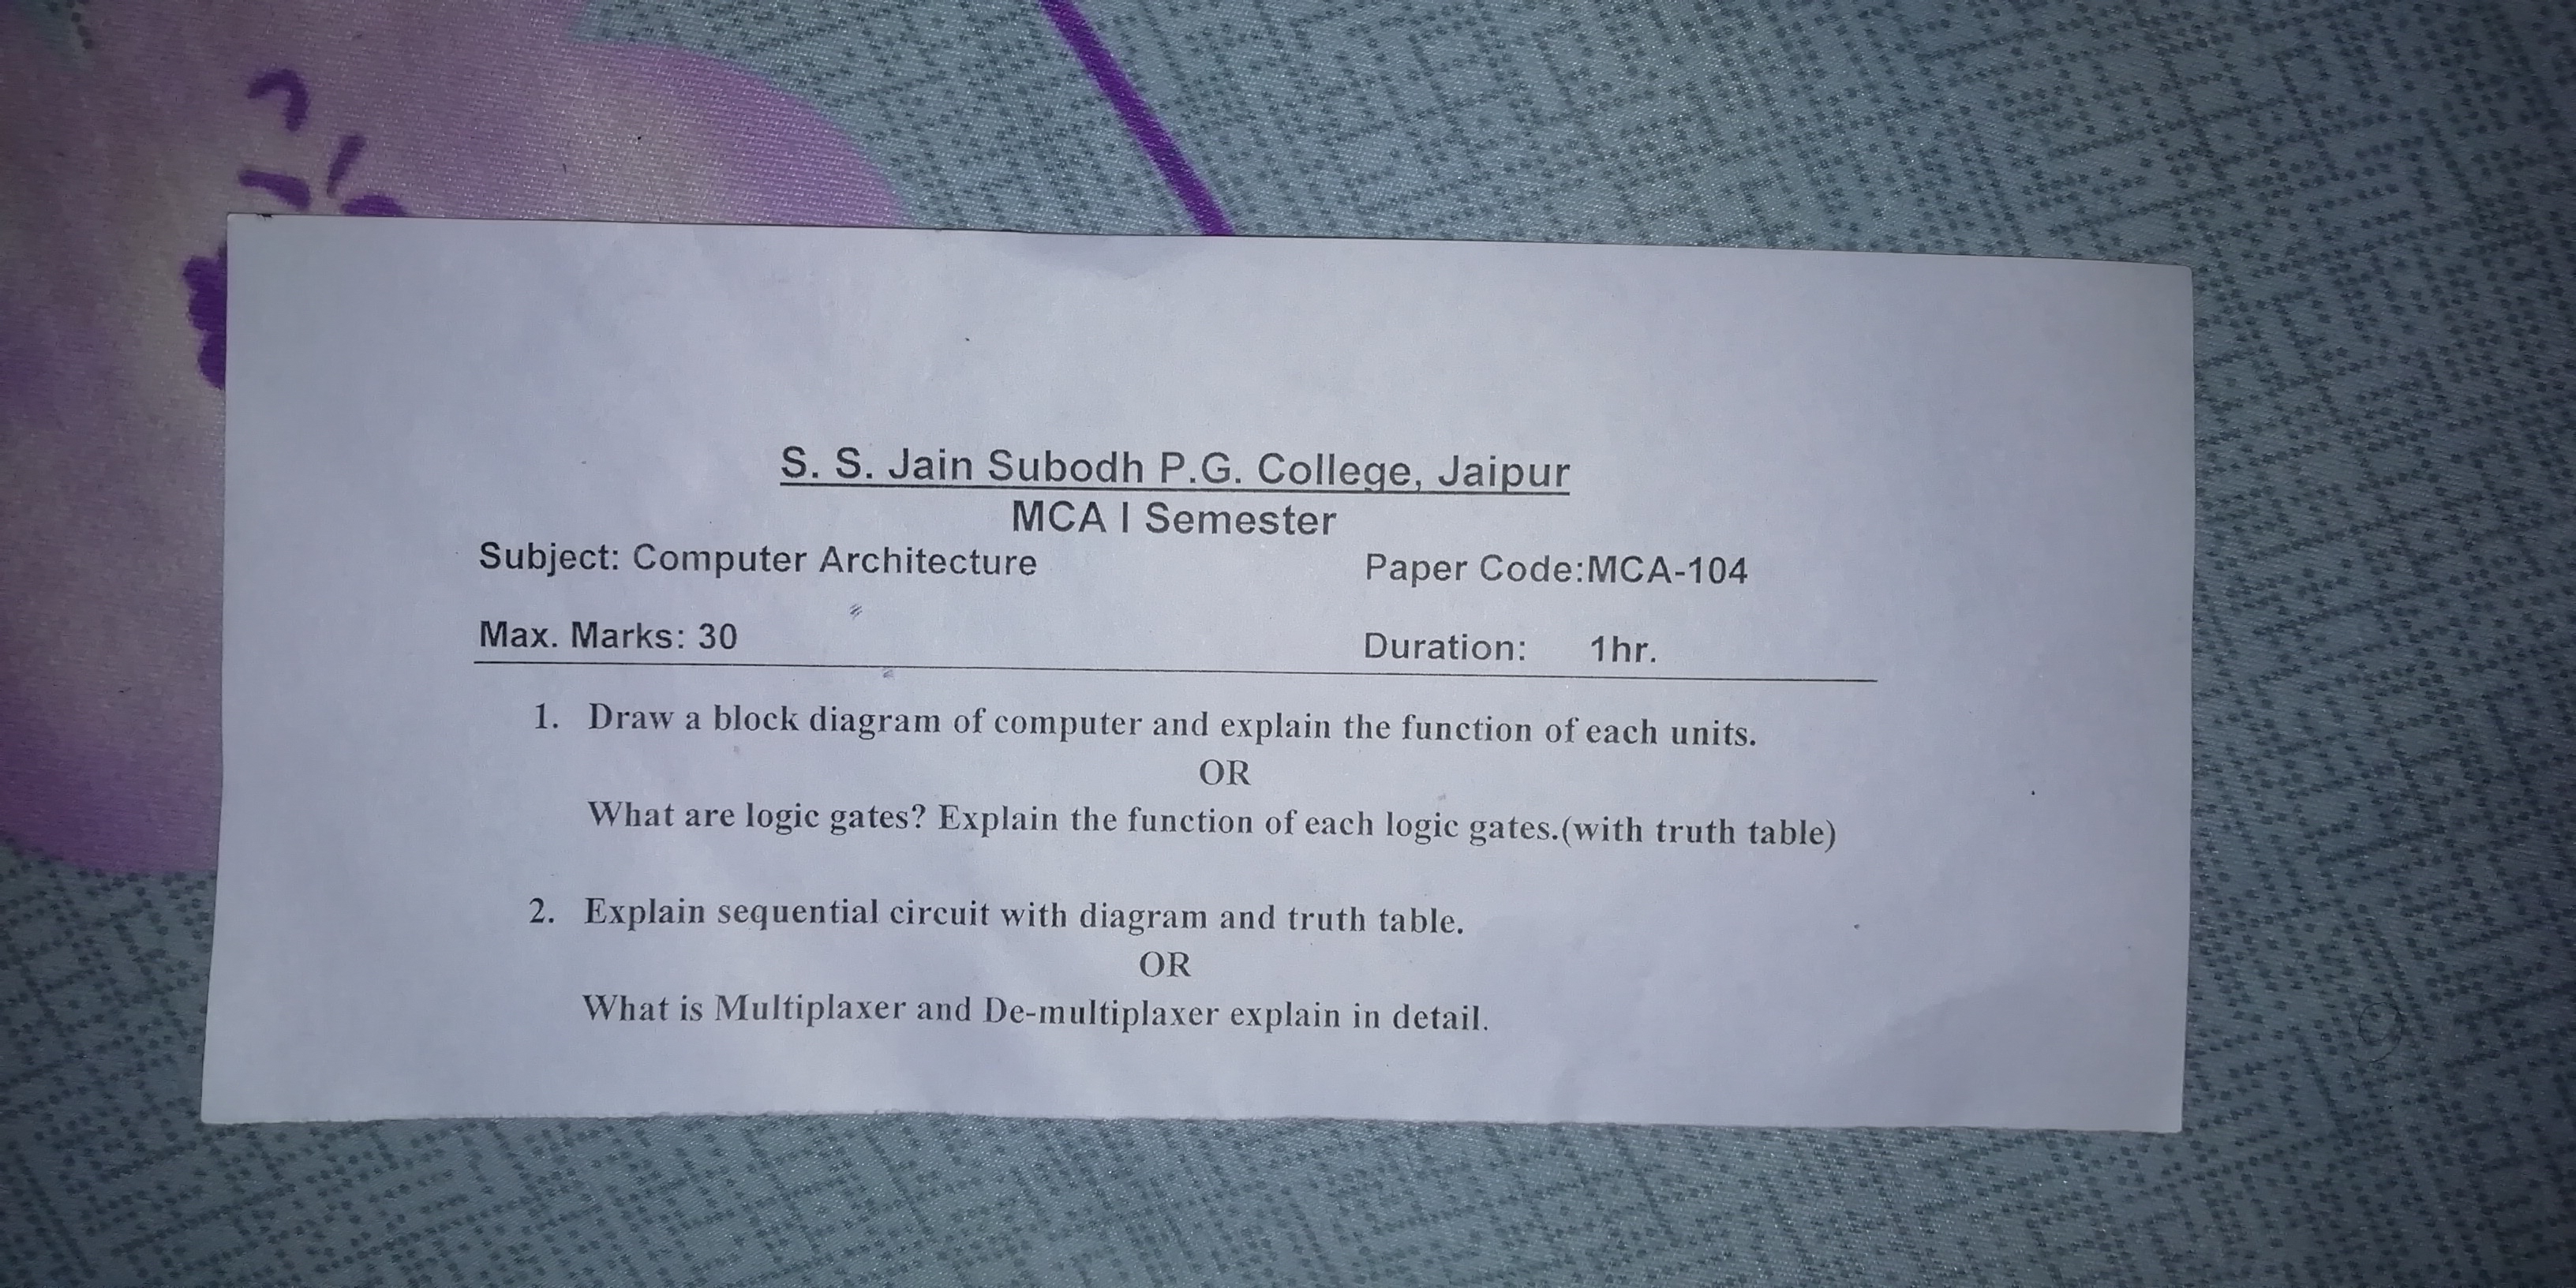 S. S. Jain Subodh P.G. College, Jaipur
MCA I Semester
Subject: Computer Architecture Paper Code:MCA-104
Max. Marks: 30 Duration: 1hr.
1. Draw a block diagram of computer and explain the function of each units.
OR
What are logic gates? Explain the function of each logic gates.(with truth table)
2. Explain sequential circuit with diagram and truth table.
OR
What is Multiplaxer and De-multiplaxer explain in detail.